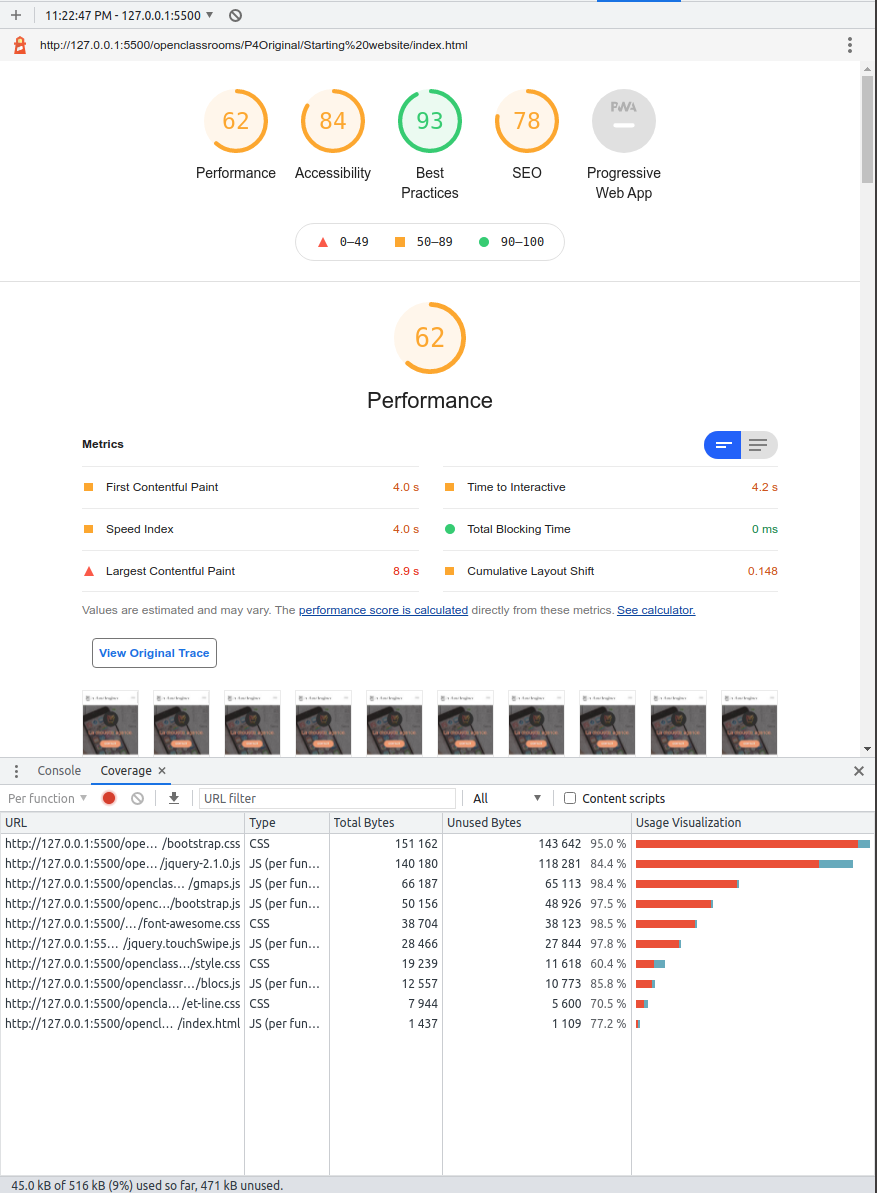 11:22:47 PM - 127.0.0.1:5500
http://127.0.0.1:5500/openclassrooms/P4Original/Starting%20website/index.html
62 84 93 78 PWA
Performance Accessibility Best Practices SEO Progressive Web App
0–49 50–89 90–100
62
Performance
Metrics
First Contentful Paint 4.0 s Time to Interactive 4.2 s
Speed Index 4.0 s Total Blocking Time 0 ms
Largest Contentful Paint 8.9 s Cumulative Layout Shift 0.148
Values are estimated and may vary. The performance score is calculated directly from these metrics. See calculator.
View Original Trace
Console Coverage
Per function URL filter All Content scripts
URL Type Total Bytes Unused Bytes Usage Visualization
http://127.0.0.1:5500/ope… /bootstrap.css CSS 151 162 143 642 95.0 %
http://127.0.0.1:5500/ope… /jquery-2.1.0.js JS (per fun… 140 180 118 281 84.4 %
http://127.0.0.1:5500/openclas… /gmaps.js JS (per fun… 66 187 65 113 98.4 %
http://127.0.0.1:5500/openc…/bootstrap.js JS (per fun… 50 156 48 926 97.5 %
http://127.0.0.1:5500/…/font-awesome.css CSS 38 704 38 123 98.5 %
http://127.0.0.1:55… /jquery.touchSwipe.js JS (per fun… 28 466 27 844 97.8 %
http://127.0.0.1:5500/openclass…/style.css CSS 19 239 11 618 60.4 %
http://127.0.0.1:5500/openclassr…/blocs.js JS (per fun… 12 557 10 773 85.8 %
http://127.0.0.1:5500/opencla… /et-line.css CSS 7 944 5 600 70.5 %
http://127.0.0.1:5500/opencl… /index.html JS (per fun… 1 437 1 109 77.2 %
45.0 kB of 516 kB (9%) used so far, 471 kB unused.